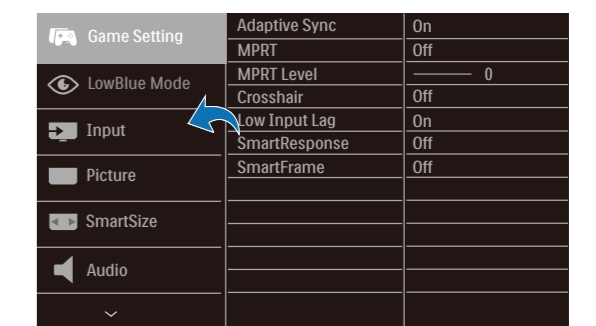 Game Setting
LowBlue Mode
Input
Picture
SmartSize
Audio
Adaptive Sync On
MPRT Off
MPRT Level 0
Crosshair Off
Low Input Lag On
SmartResponse Off
SmartFrame Off